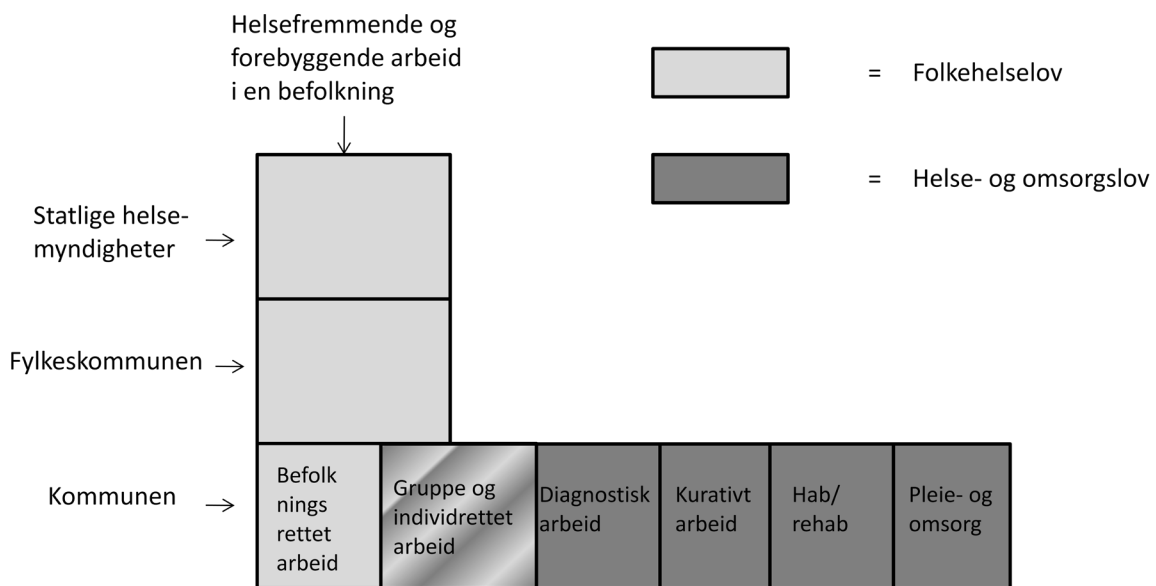 Helsefremmende og
forebyggende arbeid
i en befolkning
= Folkehelselov
= Helse- og omsorgslov
Statlige helse-
myndigheter
Fylkeskommunen
Kommunen
Befolk
nings
rettet
arbeid
Gruppe og
individrettet
arbeid
Diagnostisk
arbeid
Kurativt
arbeid
Hab/
rehab
Pleie- og
omsorg